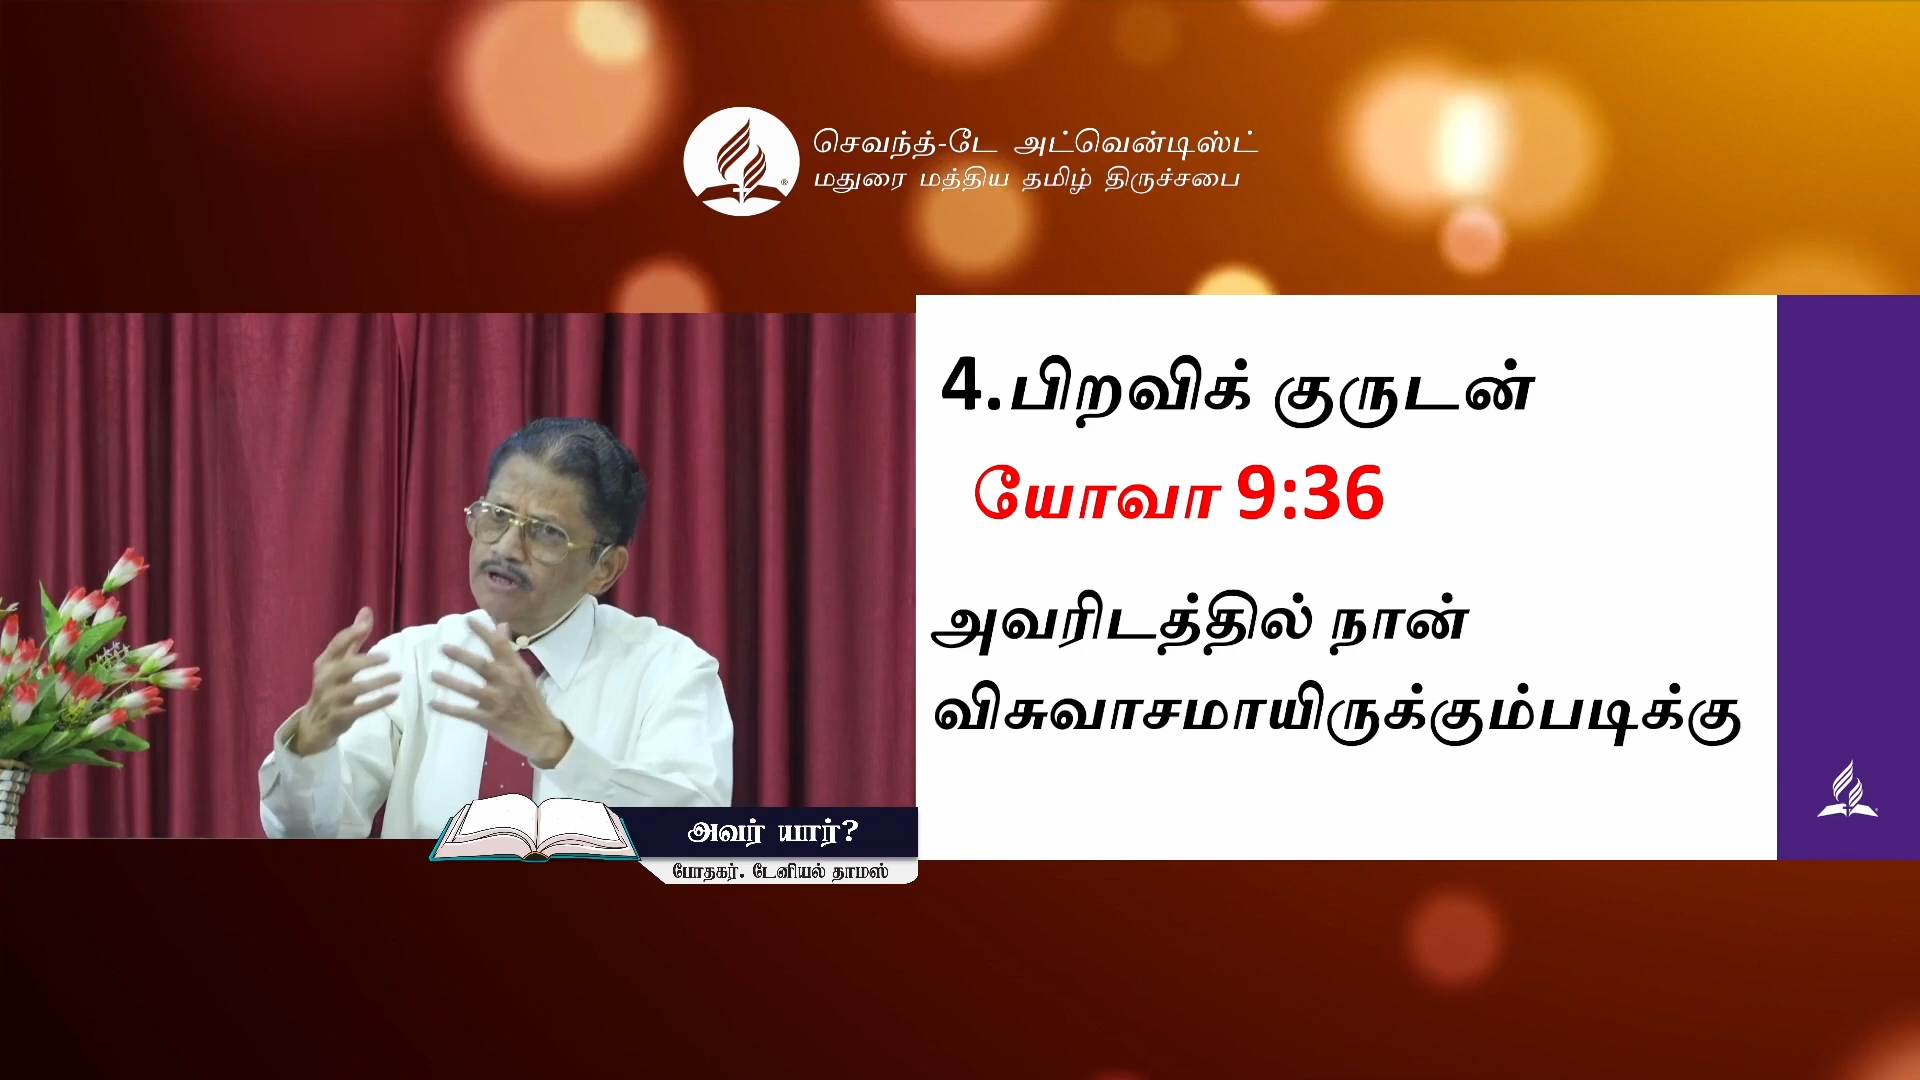 செவந்த்-டே அட்வென்டிஸ்ட்
மதுரை மத்திய தமிழ் திருச்சபை
4.பிறவிக் குருடன்
யோவா 9:36
அவரிடத்தில் நான்
விசுவாசமாயிருக்கும்படிக்கு
அவர் யார்?
போதகர். டேனியல் தாமஸ்